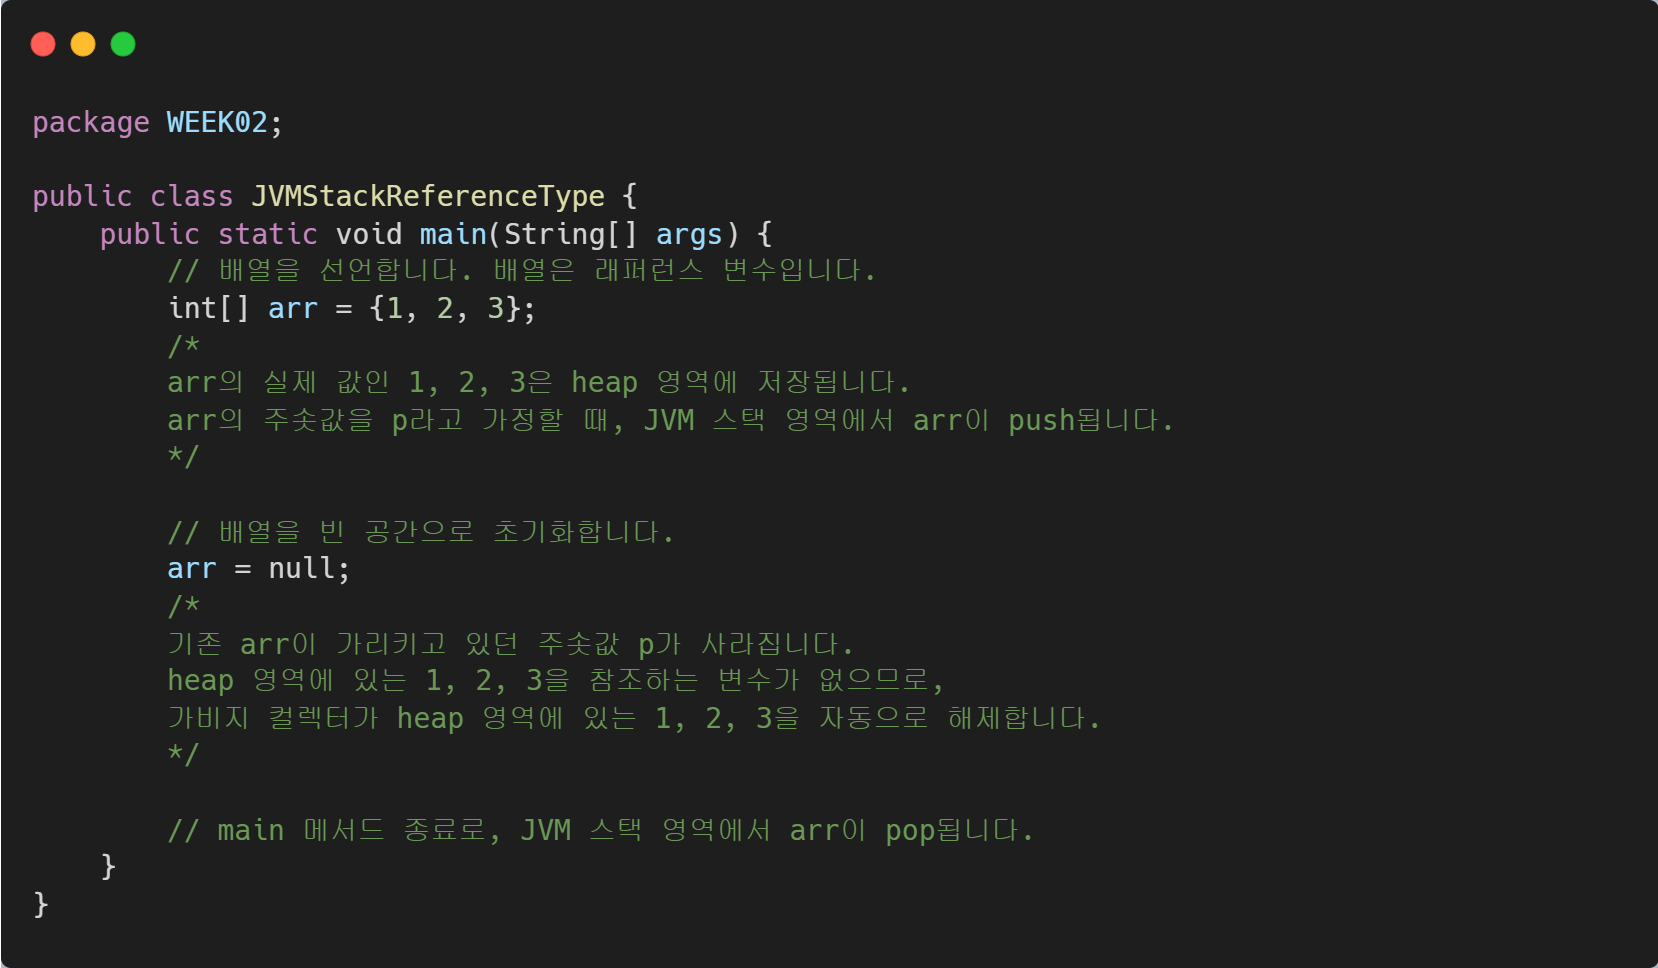 package WEEK02;
public class JVMStackReferenceType {
public static void main(String[] args) {
// 배열을 선언합니다. 배열은 래퍼런스 변수입니다.
int[] arr = {1, 2, 3};
/*
arr의 실제 값인 1, 2, 3은 heap 영역에 저장됩니다.
arr의 주솟값을 p라고 가정할 때, JVM 스택 영역에서 arr이 push됩니다.
*/
// 배열을 빈 공간으로 초기화합니다.
arr = null;
/*
기존 arr이 가리키고 있던 주솟값 p가 사라집니다.
heap 영역에 있는 1, 2, 3을 참조하는 변수가 없으므로,
가비지 컬렉터가 heap 영역에 있는 1, 2, 3을 자동으로 해제합니다.
*/
// main 메서드 종료로, JVM 스택 영역에서 arr이 pop됩니다.
}
}